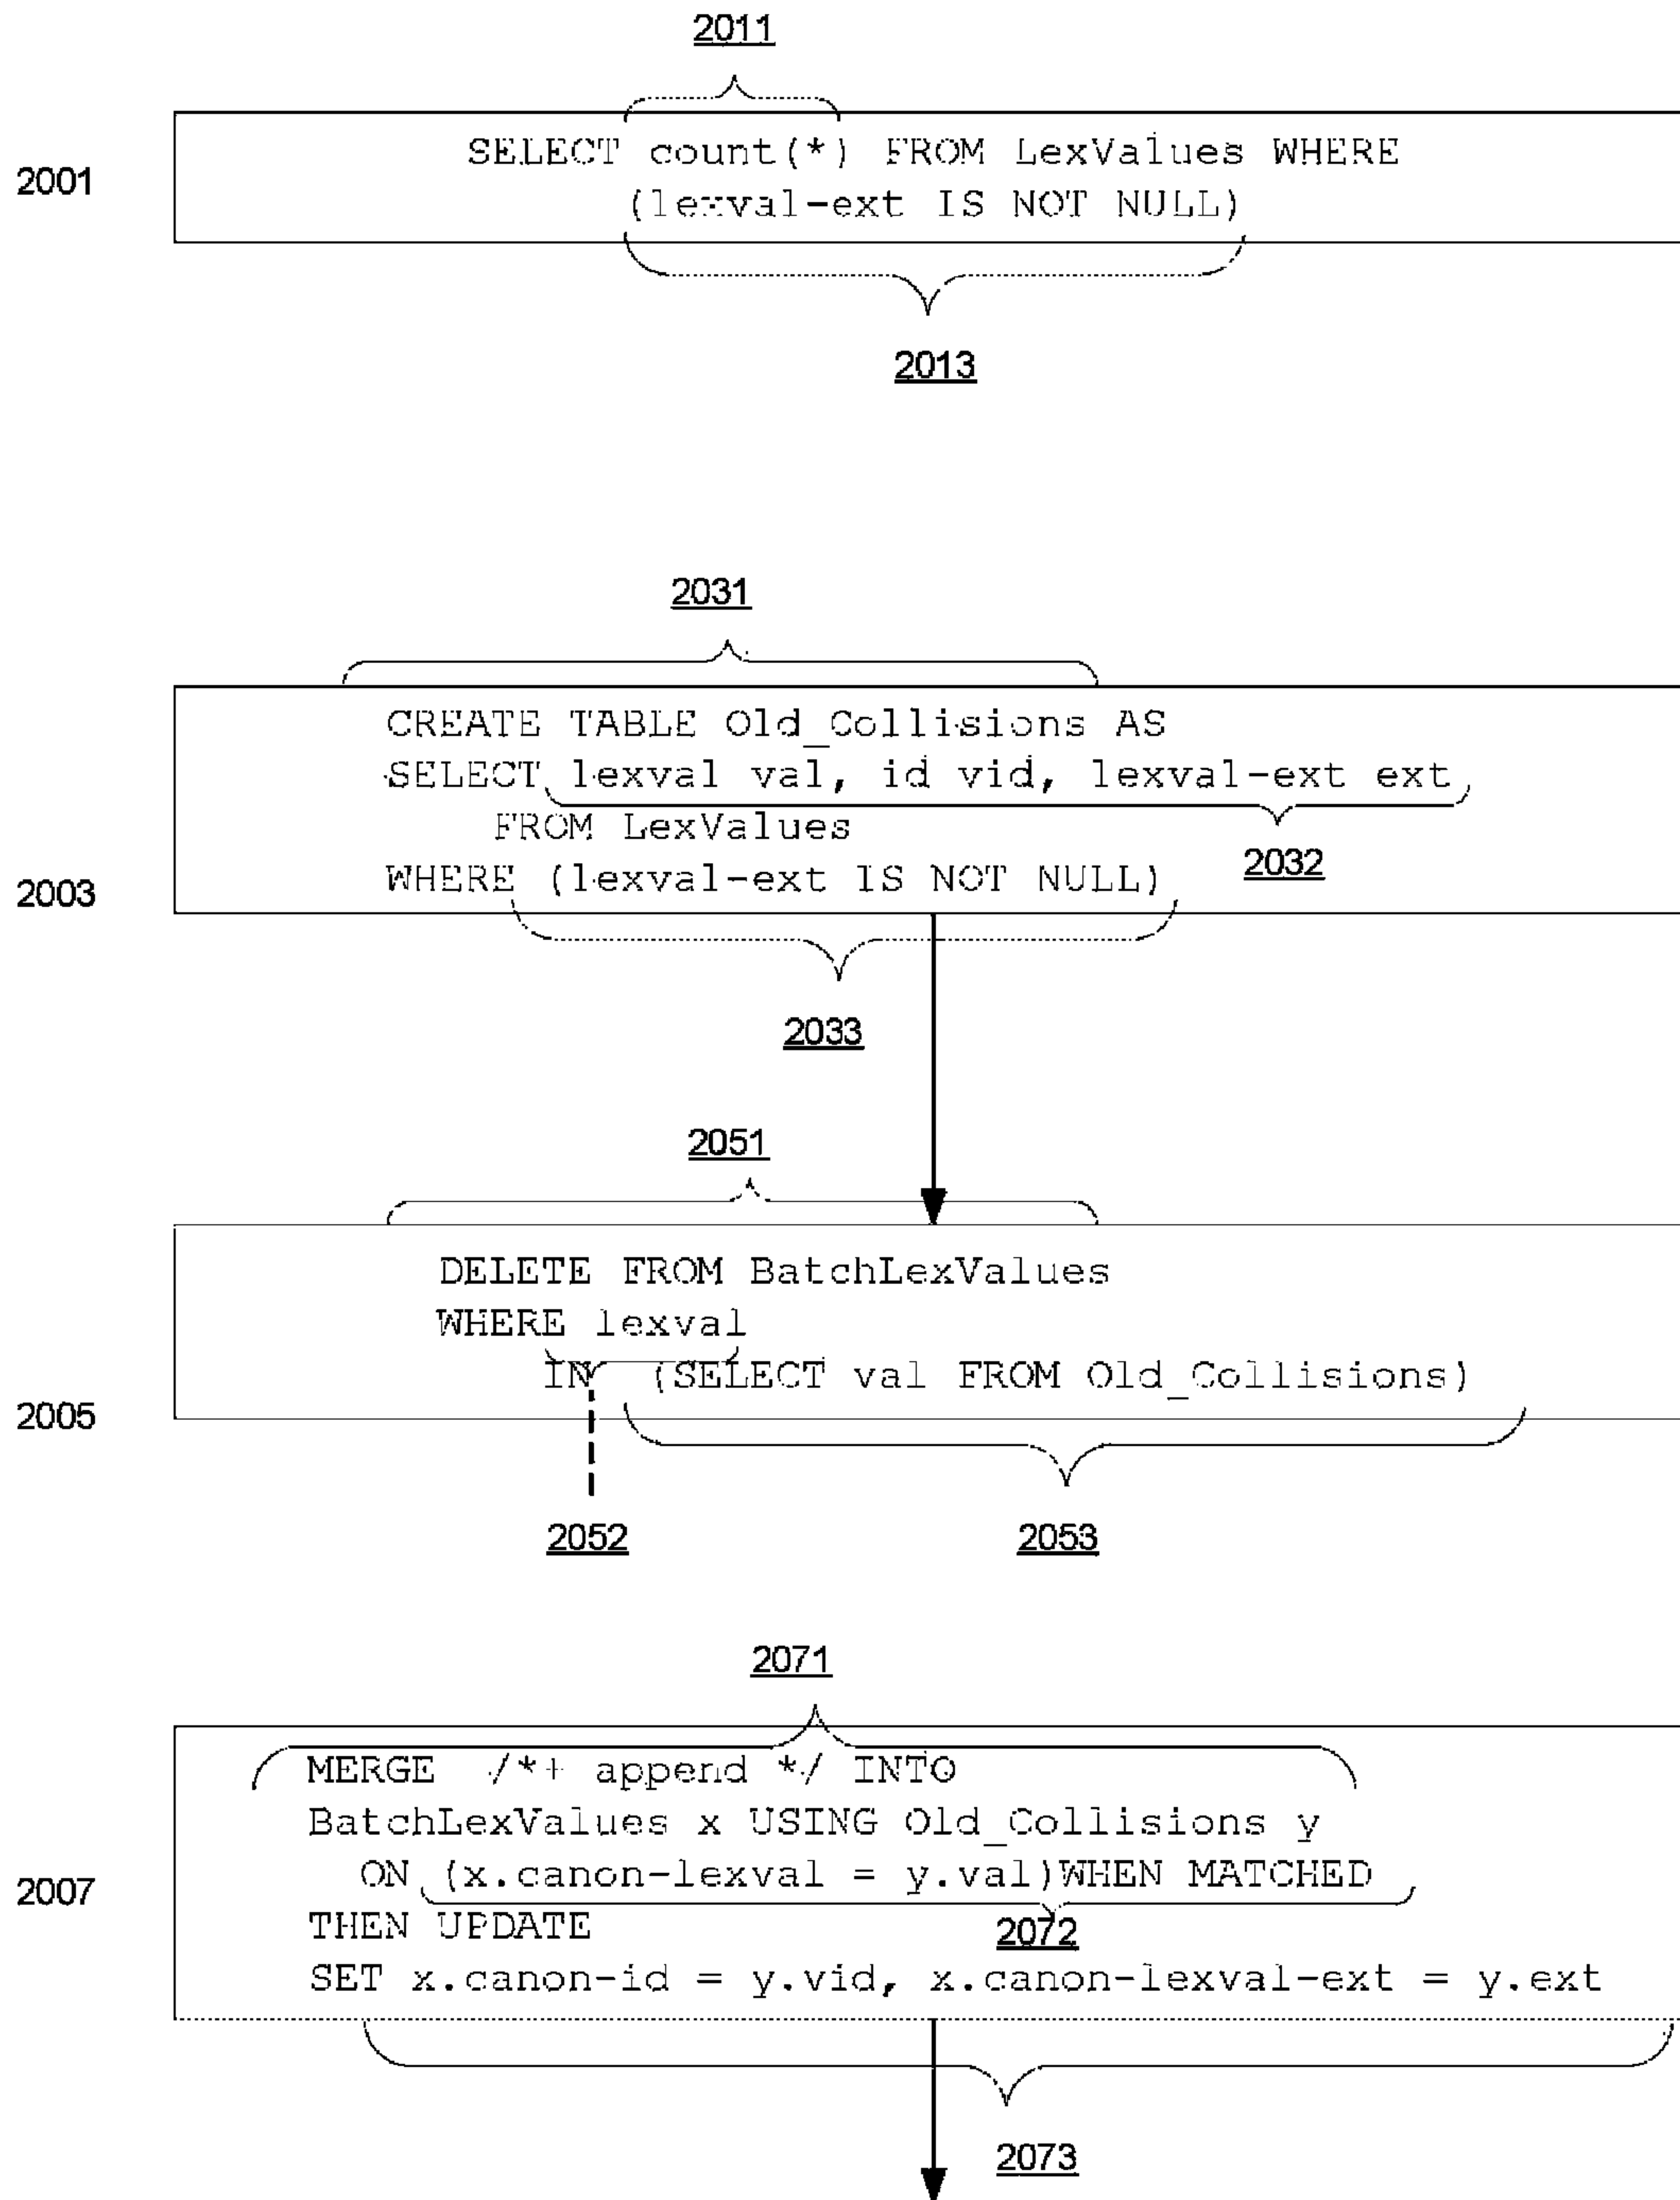 2011
SELECT count(*) FROM LexValues WHERE
2001
(lexval-ext IS NOT NULL)
2013
2031
CREATE TABLE Old_Collisions AS
SELECT lexval val, id vid, lexval-ext ext
FROM LexValues
2032
WHERE (lexval-ext IS NOT NULL)
2003
2033
2051
DELETE FROM BatchLexValues
WHERE lexval
IN (SELECT val FROM Old_Collisions)
2005
2052 2053
2071
MERGE /*+ append */ INTO
BatchLexValues x USING Old_Collisions y
ON (x.canon-lexval = y.val)WHEN MATCHED
2007
THEN UPDATE
2072
SET x.canon-id = y.vid, x.canon-lexval-ext = y.ext
2073